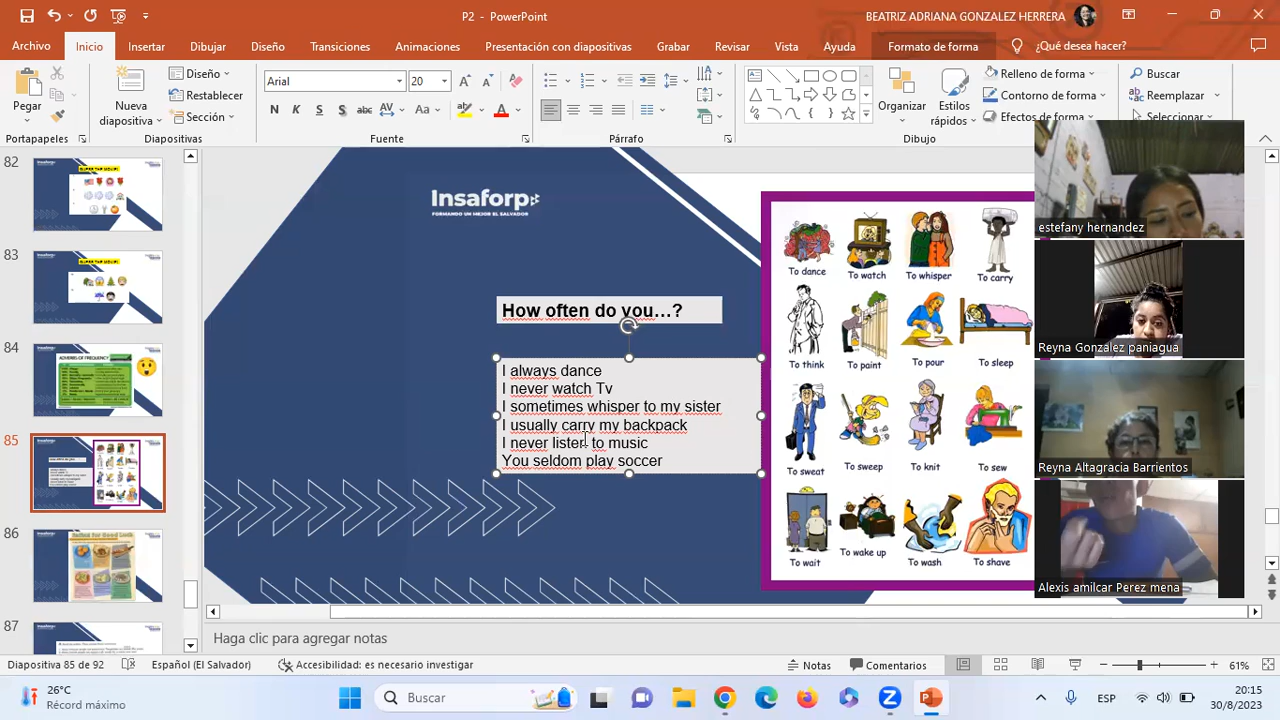 P2 - PowerPoint
BEATRIZ ADRIANA GONZALEZ HERRERA
Archivo Inicio Insertar Dibujar Diseño Transiciones Animaciones Presentación con diapositivas Grabar Revisar Vista Ayuda Formato de forma ¿Qué desea hacer?
Pegar
Nueva diapositiva
Diseño
Restablecer
Sección
Arial 20
N K S S abc AV Aa
Organizar
Estilos rápidos
Relleno de forma
Contorno de forma
Efectos de forma
Buscar
Reemplazar
Portapapeles Diapositivas Fuente Párrafo Dibujo
82
83
84
85
86
87
Insaforp
FORMANDO UN MEJOR EL SALVADOR
How often do you...?
I always dance
I never watch Tv
I sometimes whisper to my sister
I usually carry my backpack
I never listen to music
You seldom play soccer
To dance To watch To whisper To carry
To think To paint To pour To sleep
To sweat To sweep To knit To sew
To wait To wake up To wash To shave
estefany hernandez
Reyna González paniagua
Reyna Altagracia Barrientos
Alexis amilcar Perez mena
Haga clic para agregar notas
Diapositiva 85 de 92 Español (El Salvador) Accesibilidad: es necesario investigar Notas Comentarios 61%
26°C
Récord máximo
Buscar
ESP
20:15
30/8/2023